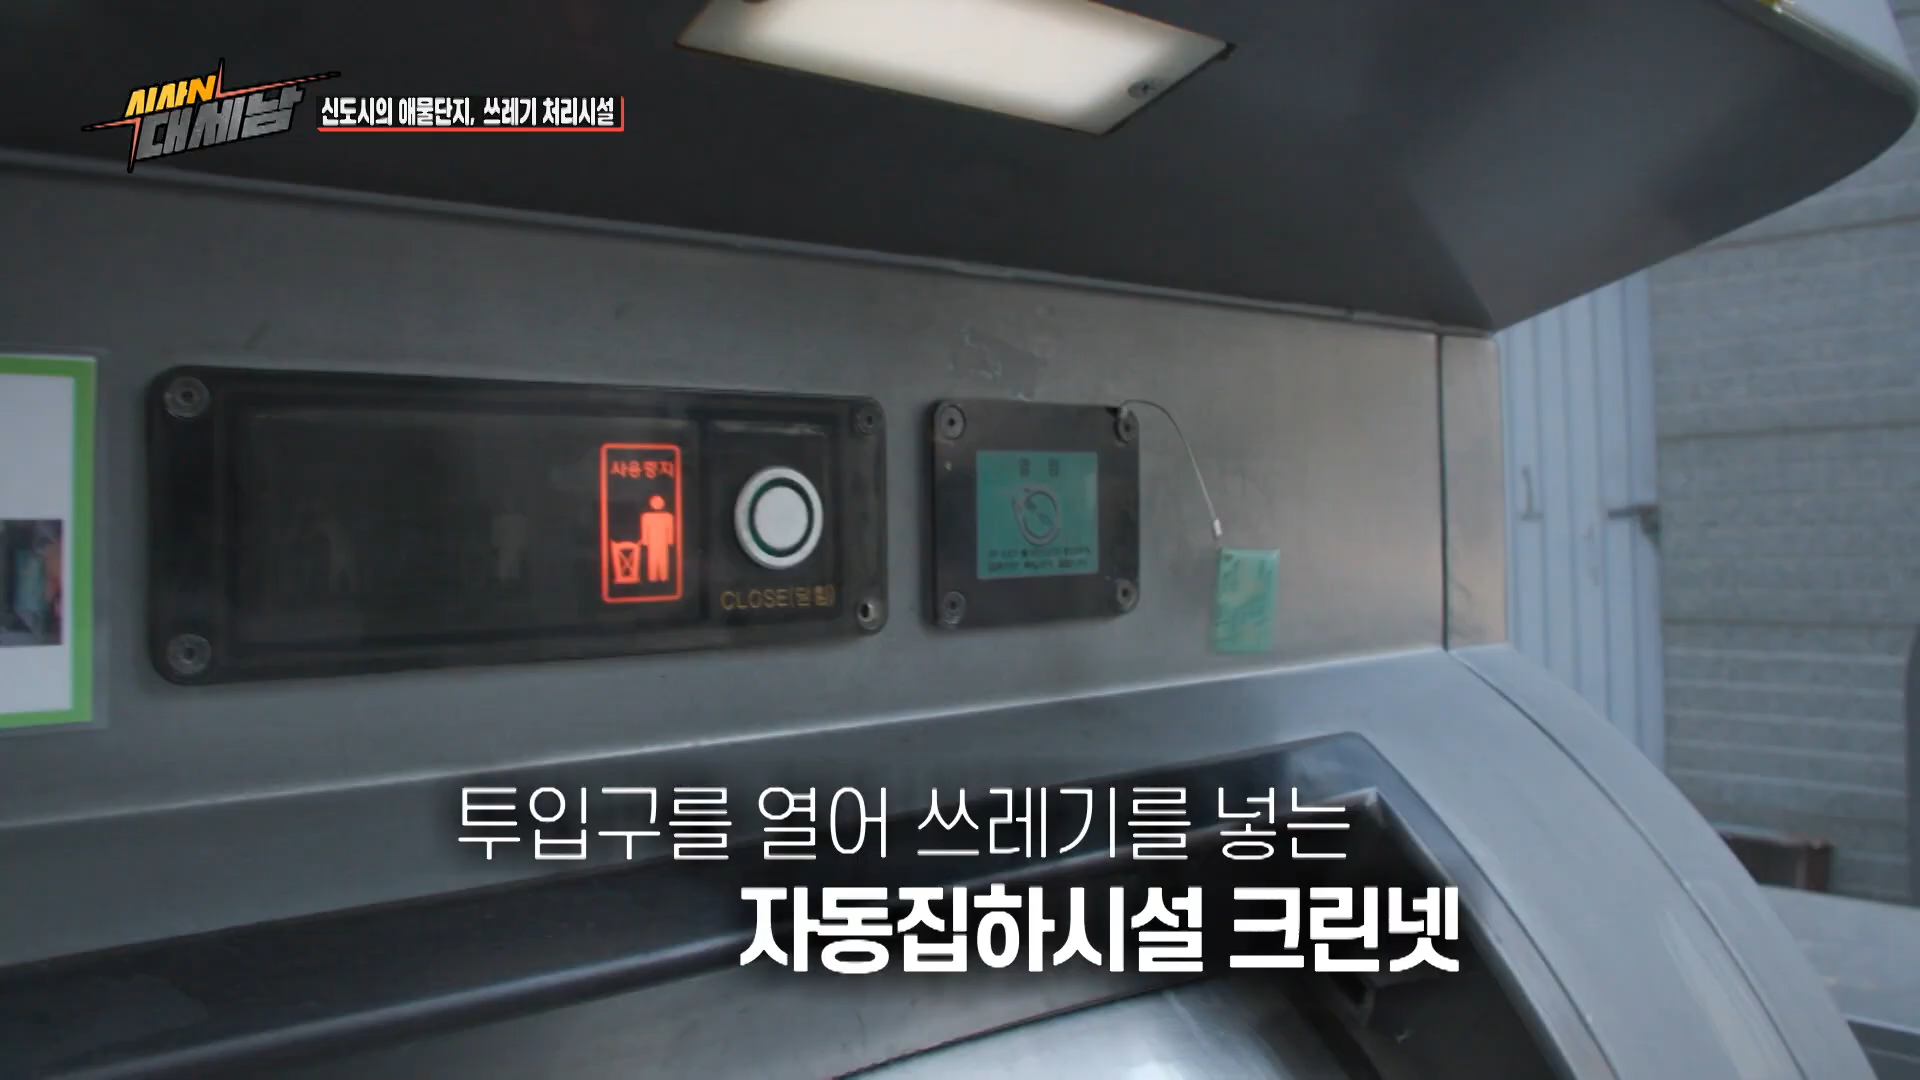 시사N
대세남
신도시의 애물단지, 쓰레기 처리시설
사용중지
CLOSE(닫힘)
열림
투입구를 열어 쓰레기를 넣는
자동집하시설 크린넷